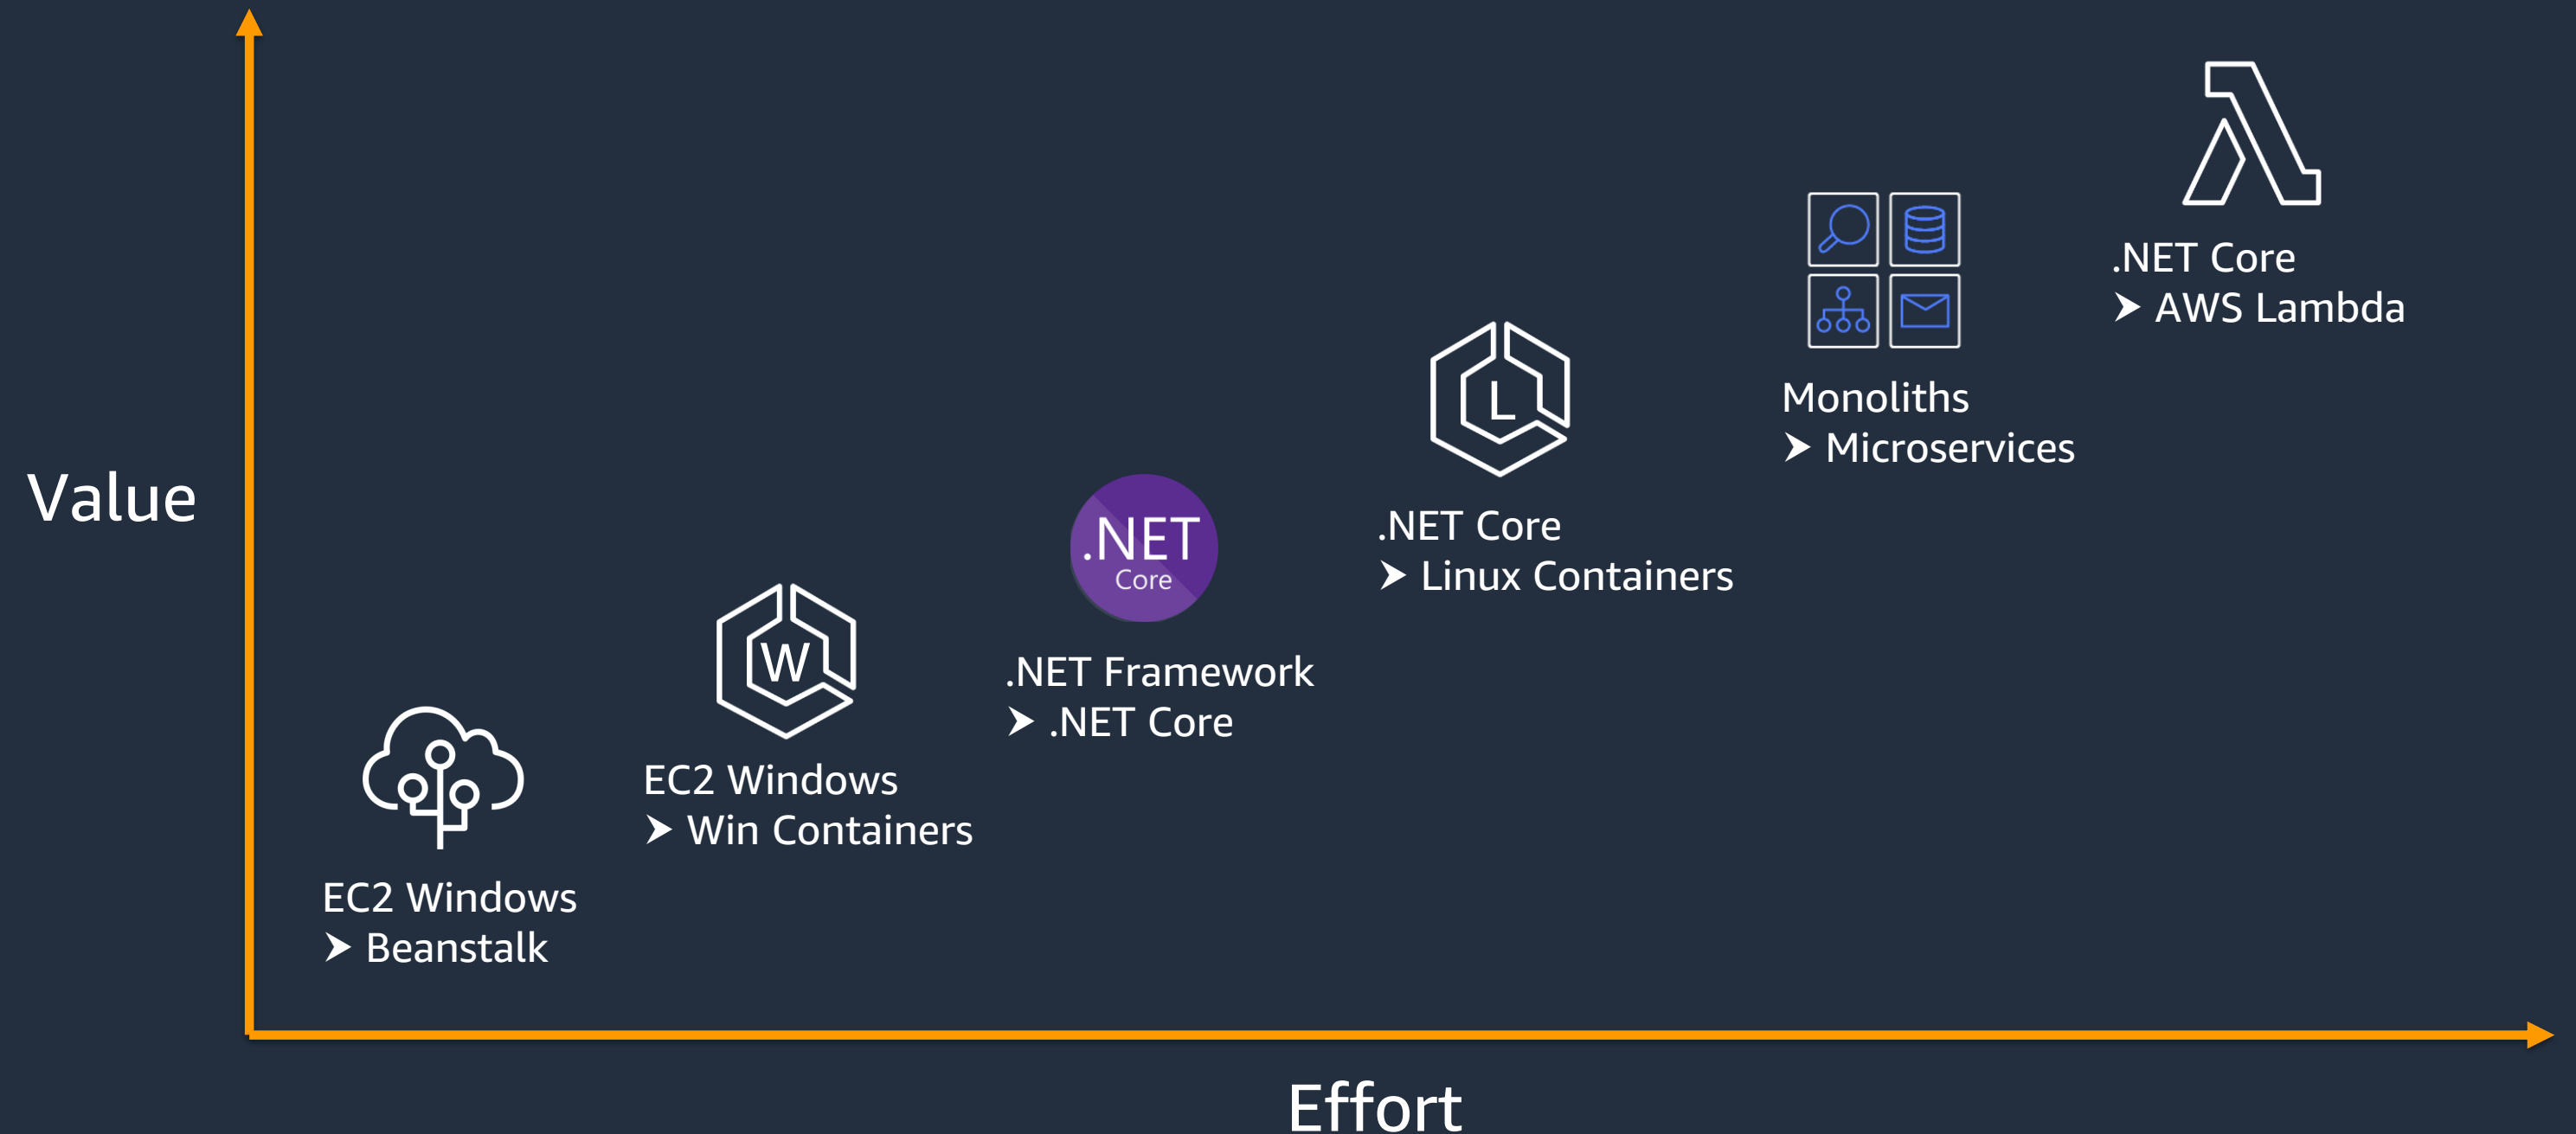 Value
EC2 Windows
➤ Beanstalk
W
EC2 Windows
➤ Win Containers
.NET
Core
.NET Framework
➤ .NET Core
L
.NET Core
➤ Linux Containers
Monoliths
➤ Microservices
.NET Core
➤ AWS Lambda
Effort